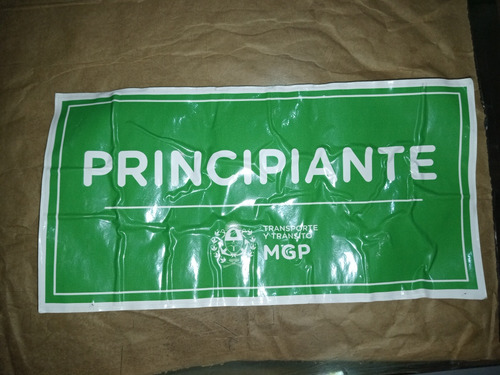 PRINCIPIANTE
TRANSPORTE
Y TRÁNSITO
MGP